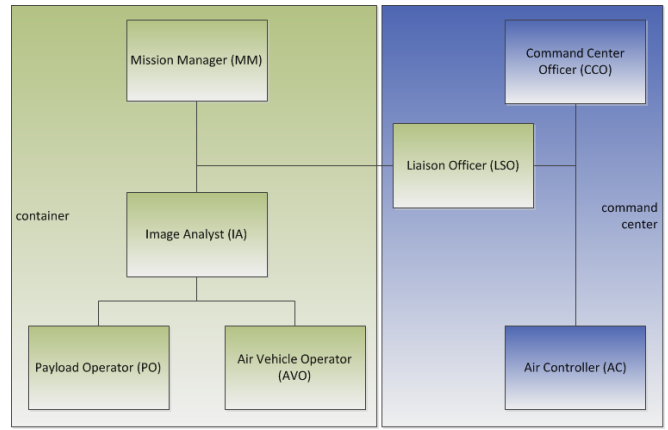 Mission Manager (MM)
Command Center
Officer (CCO)
Liaison Officer (LSO)
container
Image Analyst (IA)
command
center
Payload Operator (PO)
Air Vehicle Operator
(AVO)
Air Controller (AC)